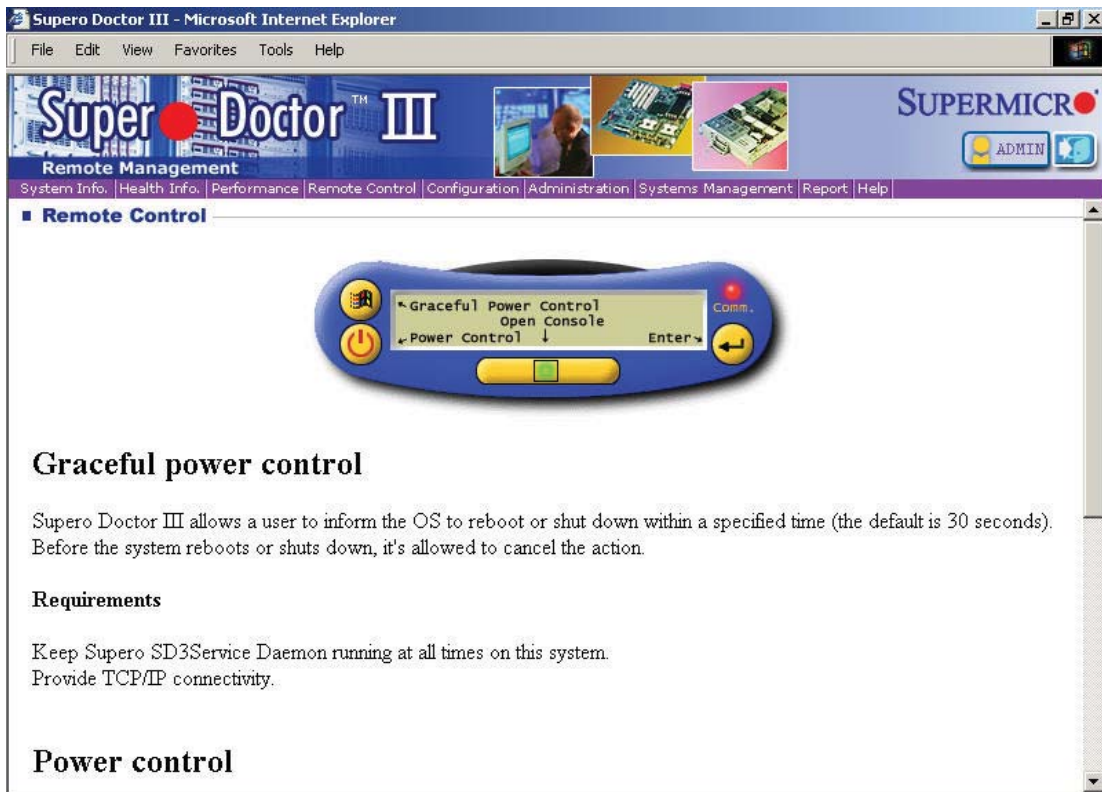 Supero Doctor III - Microsoft Internet Explorer
File Edit View Favorites Tools Help
Super Doctor™ III
SUPERMICR
ADMIN
Remote Management
System Info. | Health Info. | Performance | Remote Control | Configuration | Administration | Systems Management | Report | Help
Remote Control
Graceful Power Control
Open Console
Power Control
Enter
Comm.
Graceful power control
Supero Doctor III allows a user to inform the OS to reboot or shut down within a specified time (the default is 30 seconds).
Before the system reboots or shuts down, it's allowed to cancel the action.
Requirements
Keep Supero SD3Service Daemon running at all times on this system.
Provide TCP/IP connectivity.
Power control